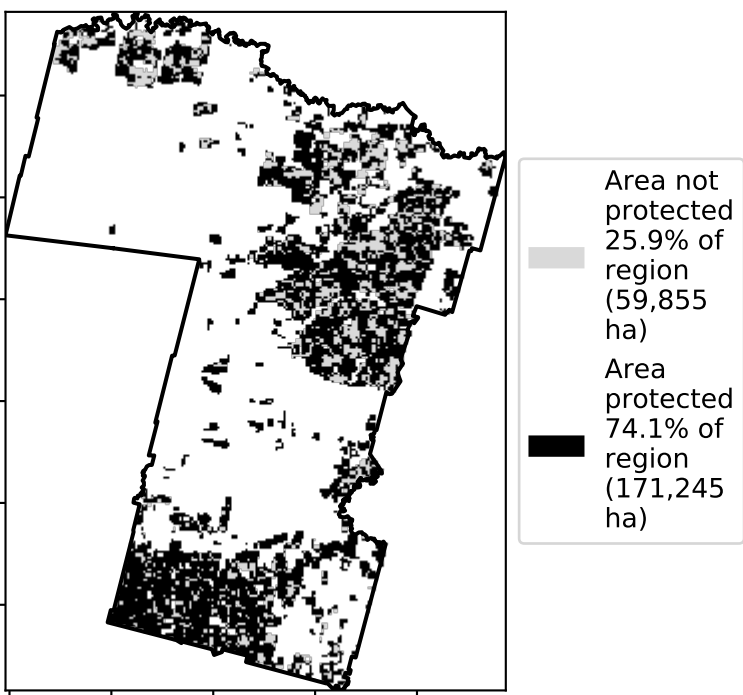 Area not
protected
25.9% of
region
(59,855
ha)
Area
protected
74.1% of
region
(171,245
ha)